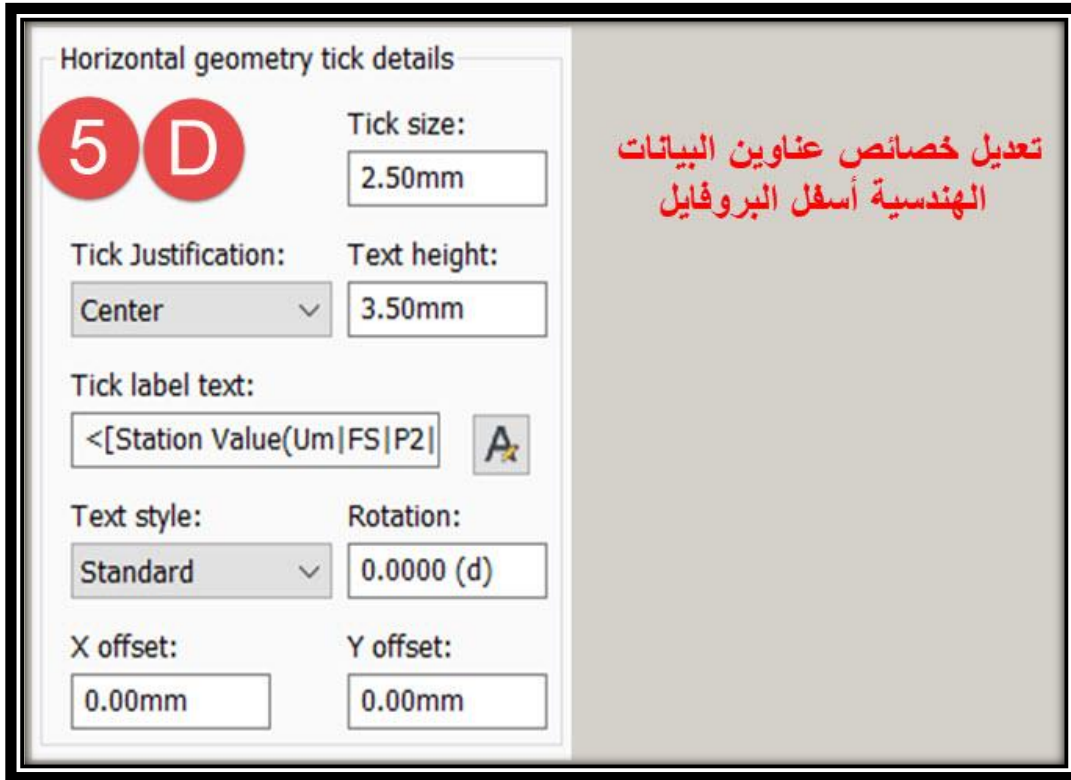 Horizontal geometry tick details
5 D
Tick size:
2.50mm
تعديل خصائص عناوين البيانات
الهندسية أسفل البروفايل
Tick Justification: Text height:
Center 3.50mm
Tick label text:
<[Station Value(Um|FS|P2| A
Text style: Rotation:
Standard 0.0000 (d)
X offset: Y offset:
0.00mm 0.00mm